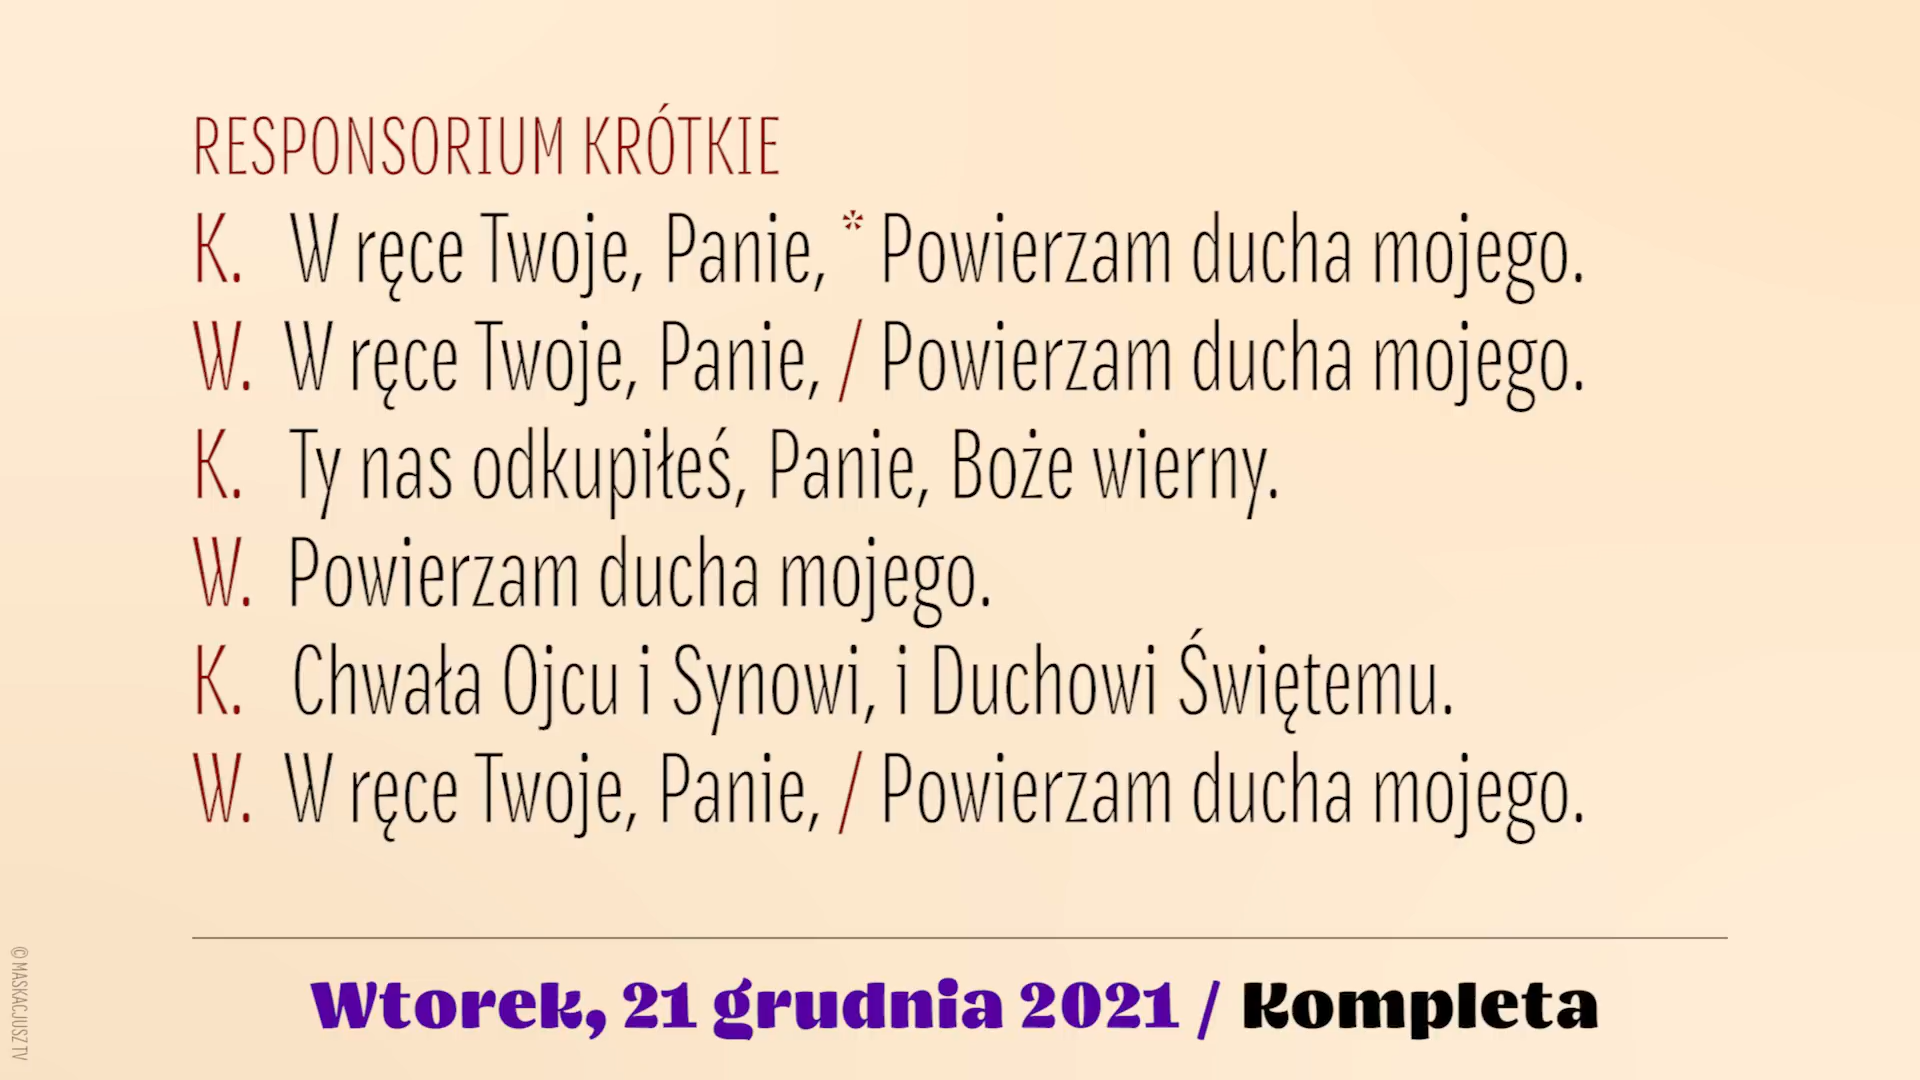 RESPONSORIUM KRÓTKIE
K. W ręce Twoje, Panie, * Powierzam ducha mojego.
W. W ręce Twoje, Panie, / Powierzam ducha mojego.
K. Ty nas odkupiłeś, Panie, Boże wierny.
W. Powierzam ducha mojego.
K. Chwała Ojcu i Synowi, i Duchowi Świętemu.
W. W ręce Twoje, Panie, / Powierzam ducha mojego.
Wtorek, 21 grudnia 2021 / Kompleta
© MASKACJUSZ TV